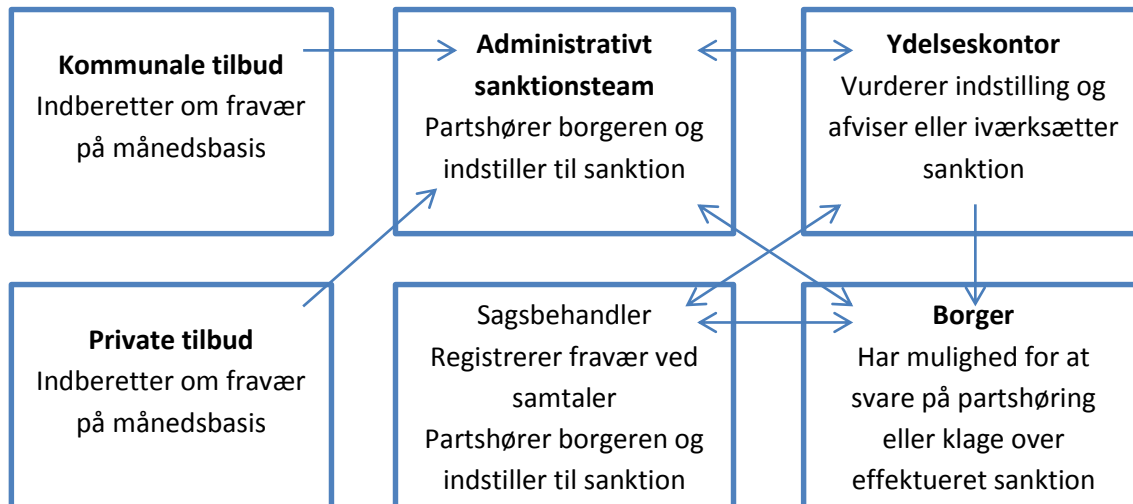 Kommunale tilbud
Indberetter om fravær
på månedsbasis
Administrativt
sanktionsteam
Partshører borgeren og
indstiller til sanktion
Ydelseskontor
Vurderer indstilling og
afviser eller iværksætter
sanktion
Private tilbud
Indberetter om fravær
på månedsbasis
Sagsbehandler
Registrerer fravær ved
samtaler
Partshører borgeren og
indstiller til sanktion
Borger
Har mulighed for at
svare på partshøring
eller klage over
effektueret sanktion